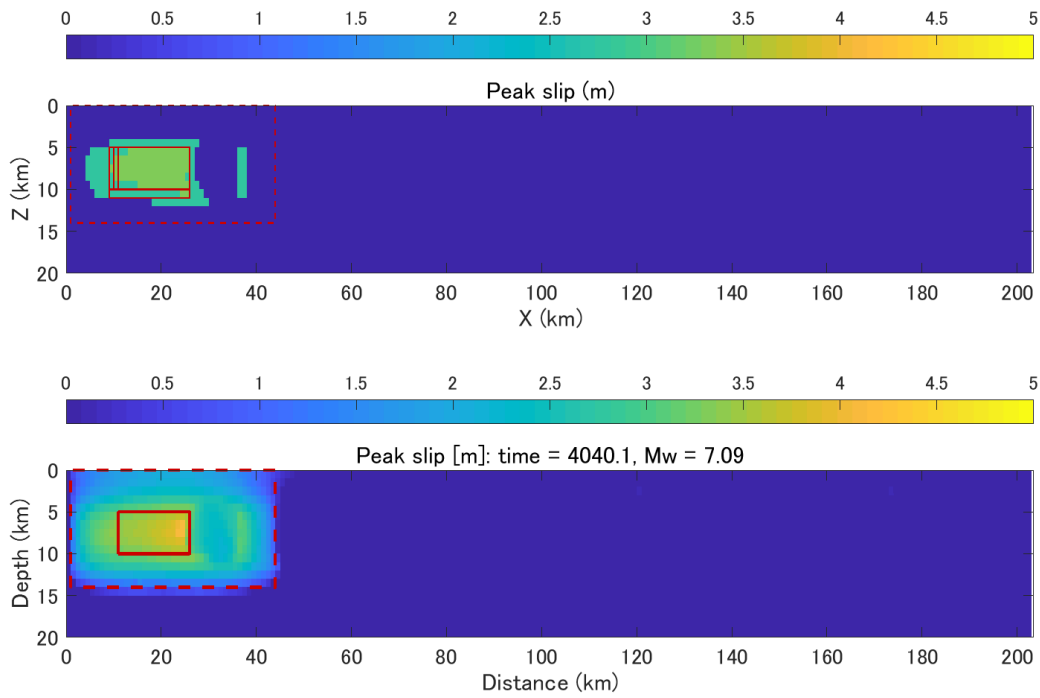 0 0.5 1 2 2.5 3 3.5 4 4.5 5
Peak slip (m)
0
5
10
15
20
Z (km)
0 20 40 60 80 100 120 140 160 180 200
X (km)
0 0.5 1 2 2.5 3 3.5 4 4.5 5
Peak slip [m]: time = 4040.1, Mw = 7.09
0
5
10
15
20
Depth (km)
0 20 40 60 80 100 120 140 160 180 200
Distance (km)